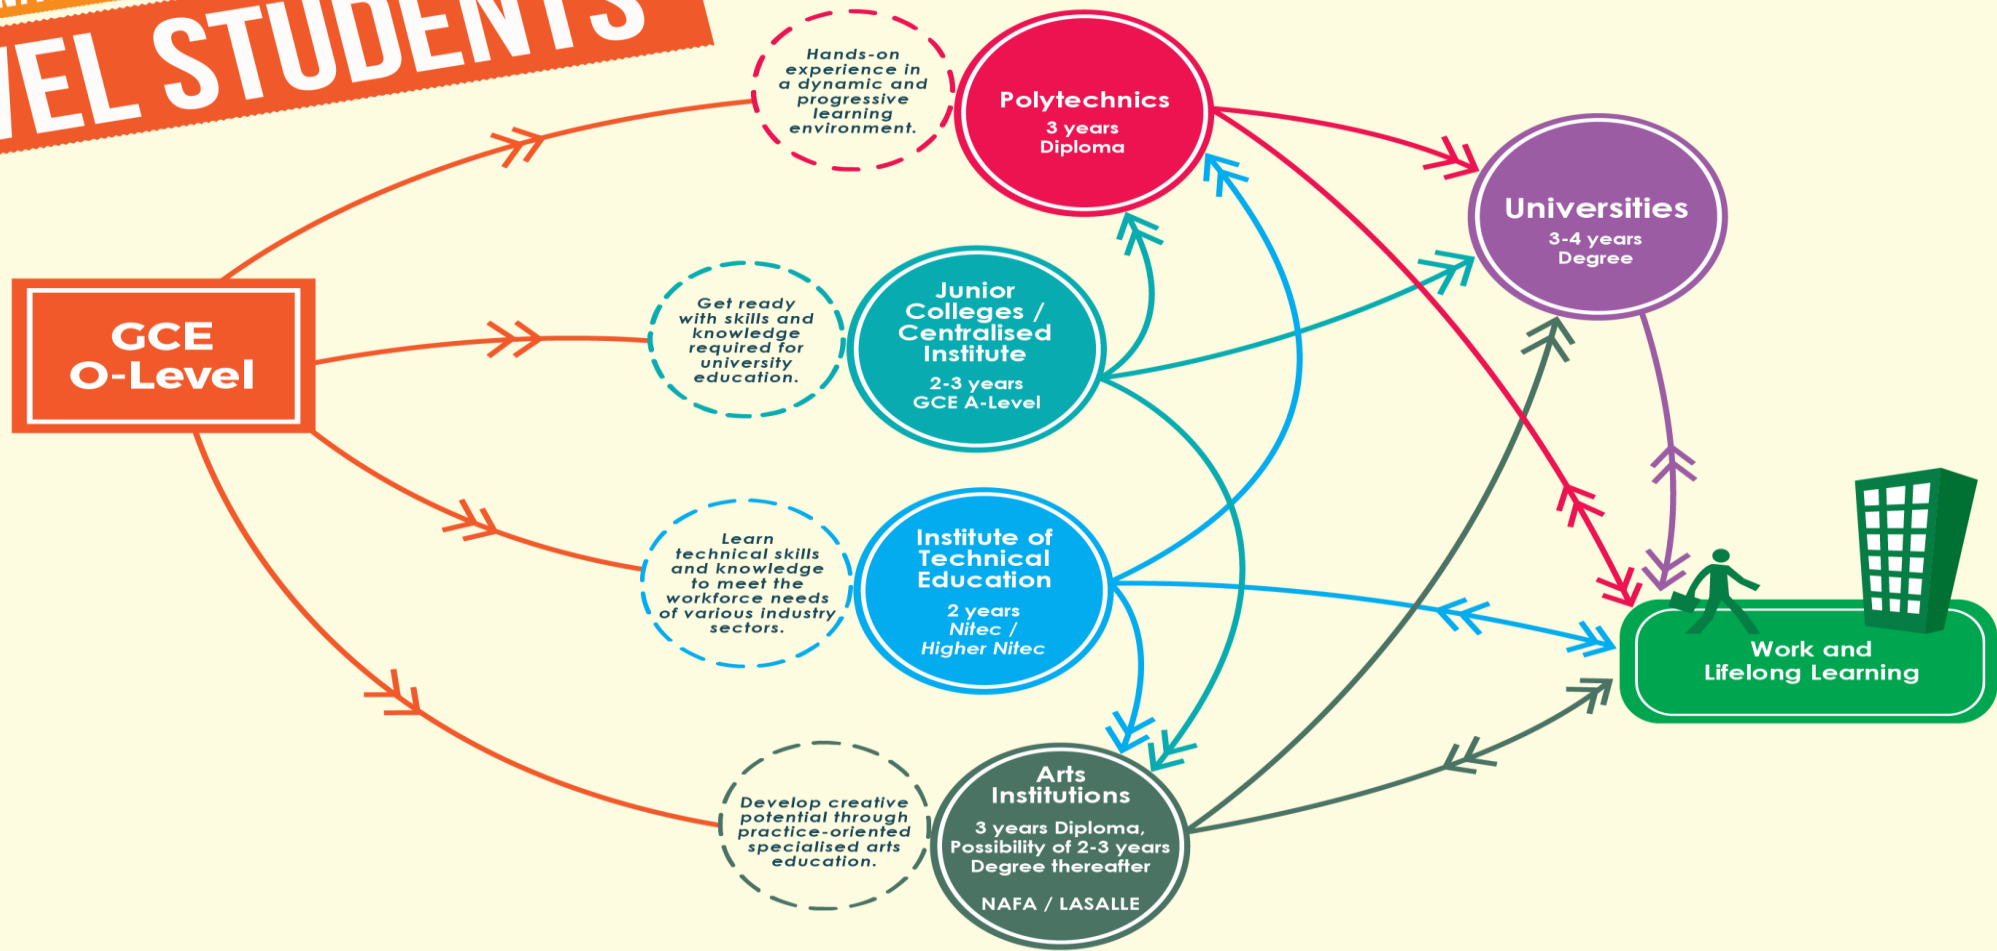 STUDENTS
Hands-on
experience in
a dynamic and
progressive
learning
environment.
Polytechnics
3 years
Diploma
Universities
3-4 years
Degree
GCE
O-Level
Get ready
with skills and
knowledge
required for
university
education.
Junior
Colleges /
Centralised
Institute
2-3 years
GCE A-Level
Learn
technical skills
and knowledge
to meet the
workforce needs
of various industry
sectors.
Institute of
Technical
Education
2 years
Nitec /
Higher Nitec
Work and
Lifelong Learning
Develop creative
potential through
practice-oriented
specialised arts
education.
Arts
Institutions
3 years Diploma,
Possibility of 2-3 years
Degree thereafter
NAFA / LASALLE